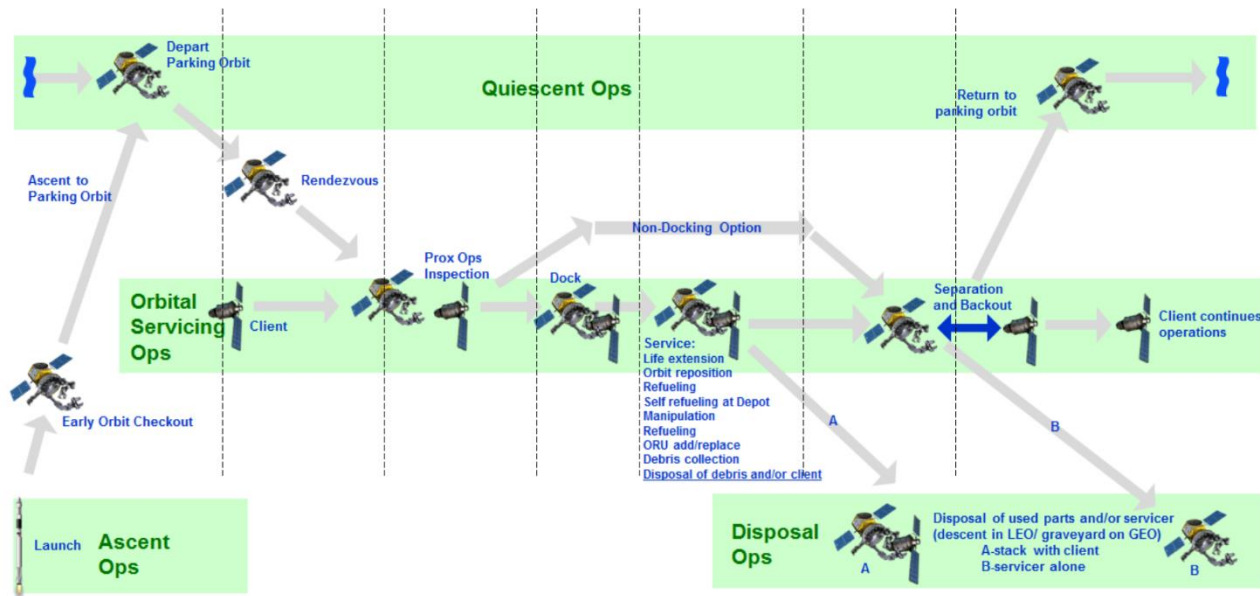 Depart
Parking Orbit
Quiescent Ops
Return to
parking orbit
Ascent to
Parking Orbit
Rendezvous
Non-Docking Option
Prox Ops
Inspection
Dock
Separation
and Backout
Orbital
Servicing
Ops
Client
Client continues
operations
Service:
Life extension
Orbit reposition
Refueling
Self refueling at Depot
Manipulation
Refueling
ORU add/replace
Debris collection
Disposal of debris and/or client
Early Orbit Checkout
A
B
Launch
Ascent
Ops
Disposal
Ops
A
Disposal of used parts and/or servicer
(descent in LEO/ graveyard on GEO)
A-stack with client
B-servicer alone
B